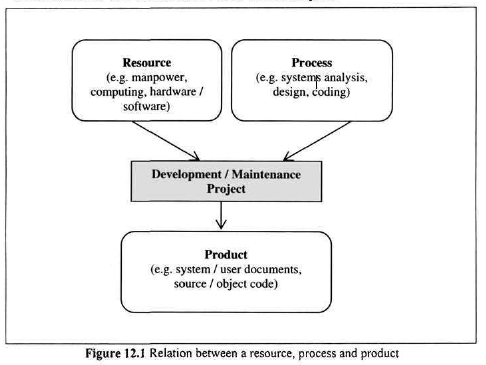 Resource
(e.g. manpower,
computing, hardware /
software)
Process
(e.g. systems analysis,
design, coding)
Development / Maintenance
Project
Product
(e.g. system / user documents,
source / object code)
Figure 12.1 Relation between a resource, process and product